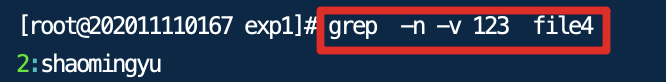 [root@202011110167 exp1]# grep –n –v 123 file4
2:shaomingyu